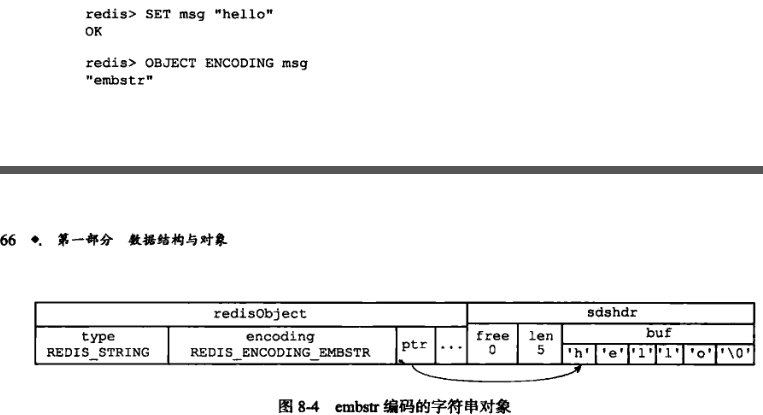 redis> SET msg "hello"
OK
redis> OBJECT ENCODING msg
"embstr"
66 ◆. 第一部分 数据结构与对象
redisObject sdshdr
type encoding ptr ... free len buf
REDIS_STRING REDIS_ENCODING_EMBSTR 0 5 'h' 'e' 'l' 'l' 'o' '\0'
图 8-4 embstr 编码的字符串对象